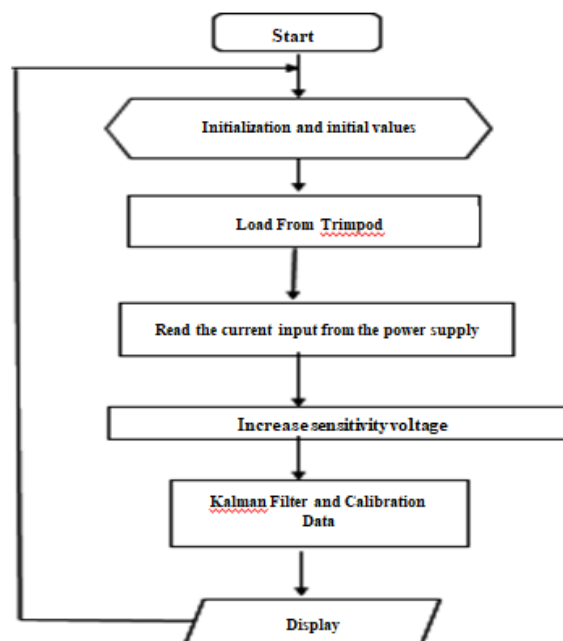 Start
Initialization and initial values
Load From Trimpod
Read the current input from the power supply
Increase sensitivity voltage
Kalman Filter and Calibration
Data
Display